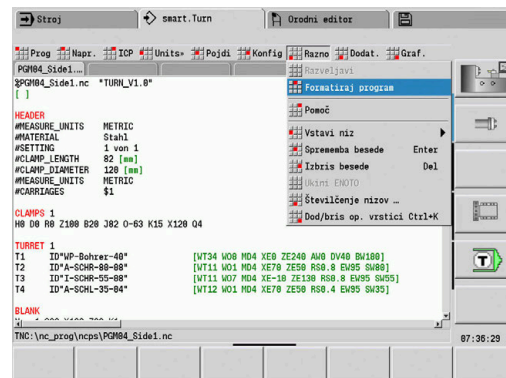 Stroj
smart.Turn
Orodni editor
Prog Napr. ICP Units» Pojdi Konfig Razno Dodat. Graf.
PGM04_Side1....
%PGM04_Side1.nc "TURN_V1.0"
[ ]
HEADER
#MEASURE_UNITS METRIC
#MATERIAL Stahl
#SETTING 1 von 1
#CLAMP_LENGTH 82 [mm]
#CLAMP_DIAMETER 120 [mm]
#MEASURE_UNITS METRIC
#CARRIAGES $1
CLAMPS 1
H0 D0 R0 Z100 B20 J02 O-63 K15 X120 Q4
TURRET 1
T1 ID"WP-Bohrer-40" [WT34 WO0 MD4 XE0 ZE240 AW0 DV40 BW180]
T2 ID"A-SCHR-80-08" [WT11 WO1 MD4 XE70 ZE50 RS0.8 EW95 SW80]
T3 ID"I-SCHR-55-08" [WT11 WO1 MD4 XE-10 ZE130 RS0.8 EW95 SW55]
T4 ID"A-SCHL-35-04" [WT12 WO1 MD4 XE70 ZE50 RS0.4 EW95 SW35]
BLANK
Razveljavi
Formatiraj program
Pomoč
Vstavi niz
Sprememba besede Enter
Izbris besede Del
Ukini ENOTO
Številčenje nizov …
Dod/bris op. vrstici Ctrl+K
TNC:\nc_prog\ncps\PGM04_Side1.nc
T
07:36:29